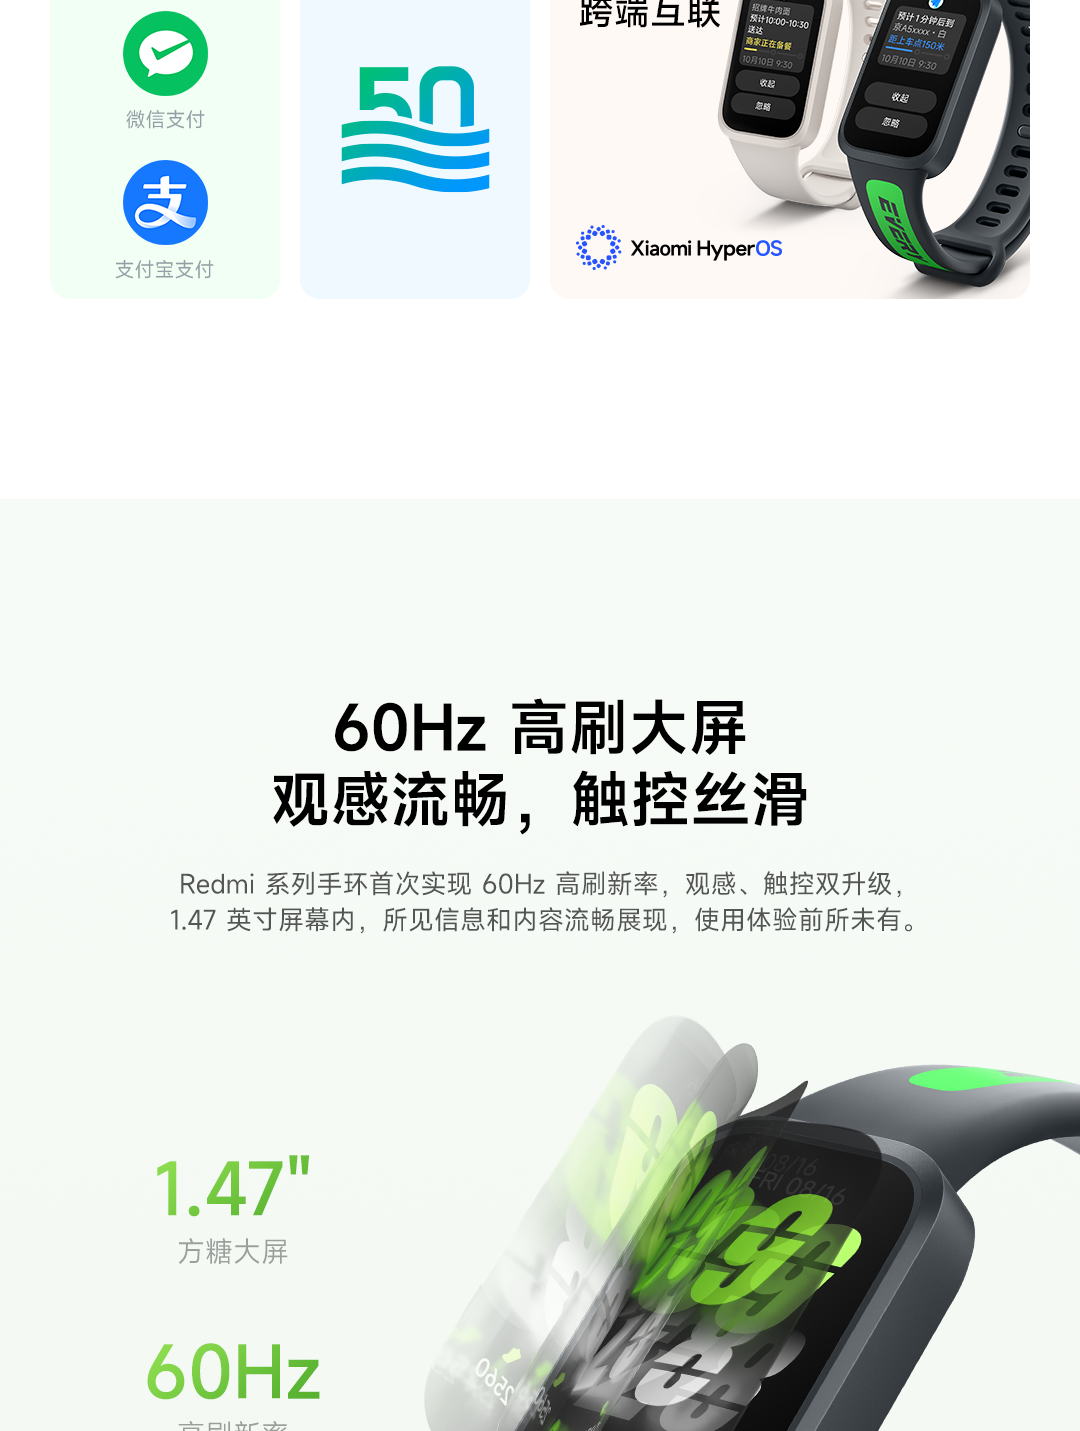 微信支付
支付宝支付
50
跨端互联
招牌牛肉面
预计10:00-10:30
送达
商家正在备餐
10月10日 9:30
收起
忽略
预计1分钟后到
京A5xxxx·白
距上车点150米
10月10日 9:30
收起
忽略
Xiaomi HyperOS
60Hz 高刷大屏
观感流畅，触控丝滑
Redmi 系列手环首次实现 60Hz 高刷新率，观感、触控双升级，
1.47 英寸屏幕内，所见信息和内容流畅展现，使用体验前所未有。
1.47"
方糖大屏
60Hz
高刷新率
08/16
FRI 08/16
2560